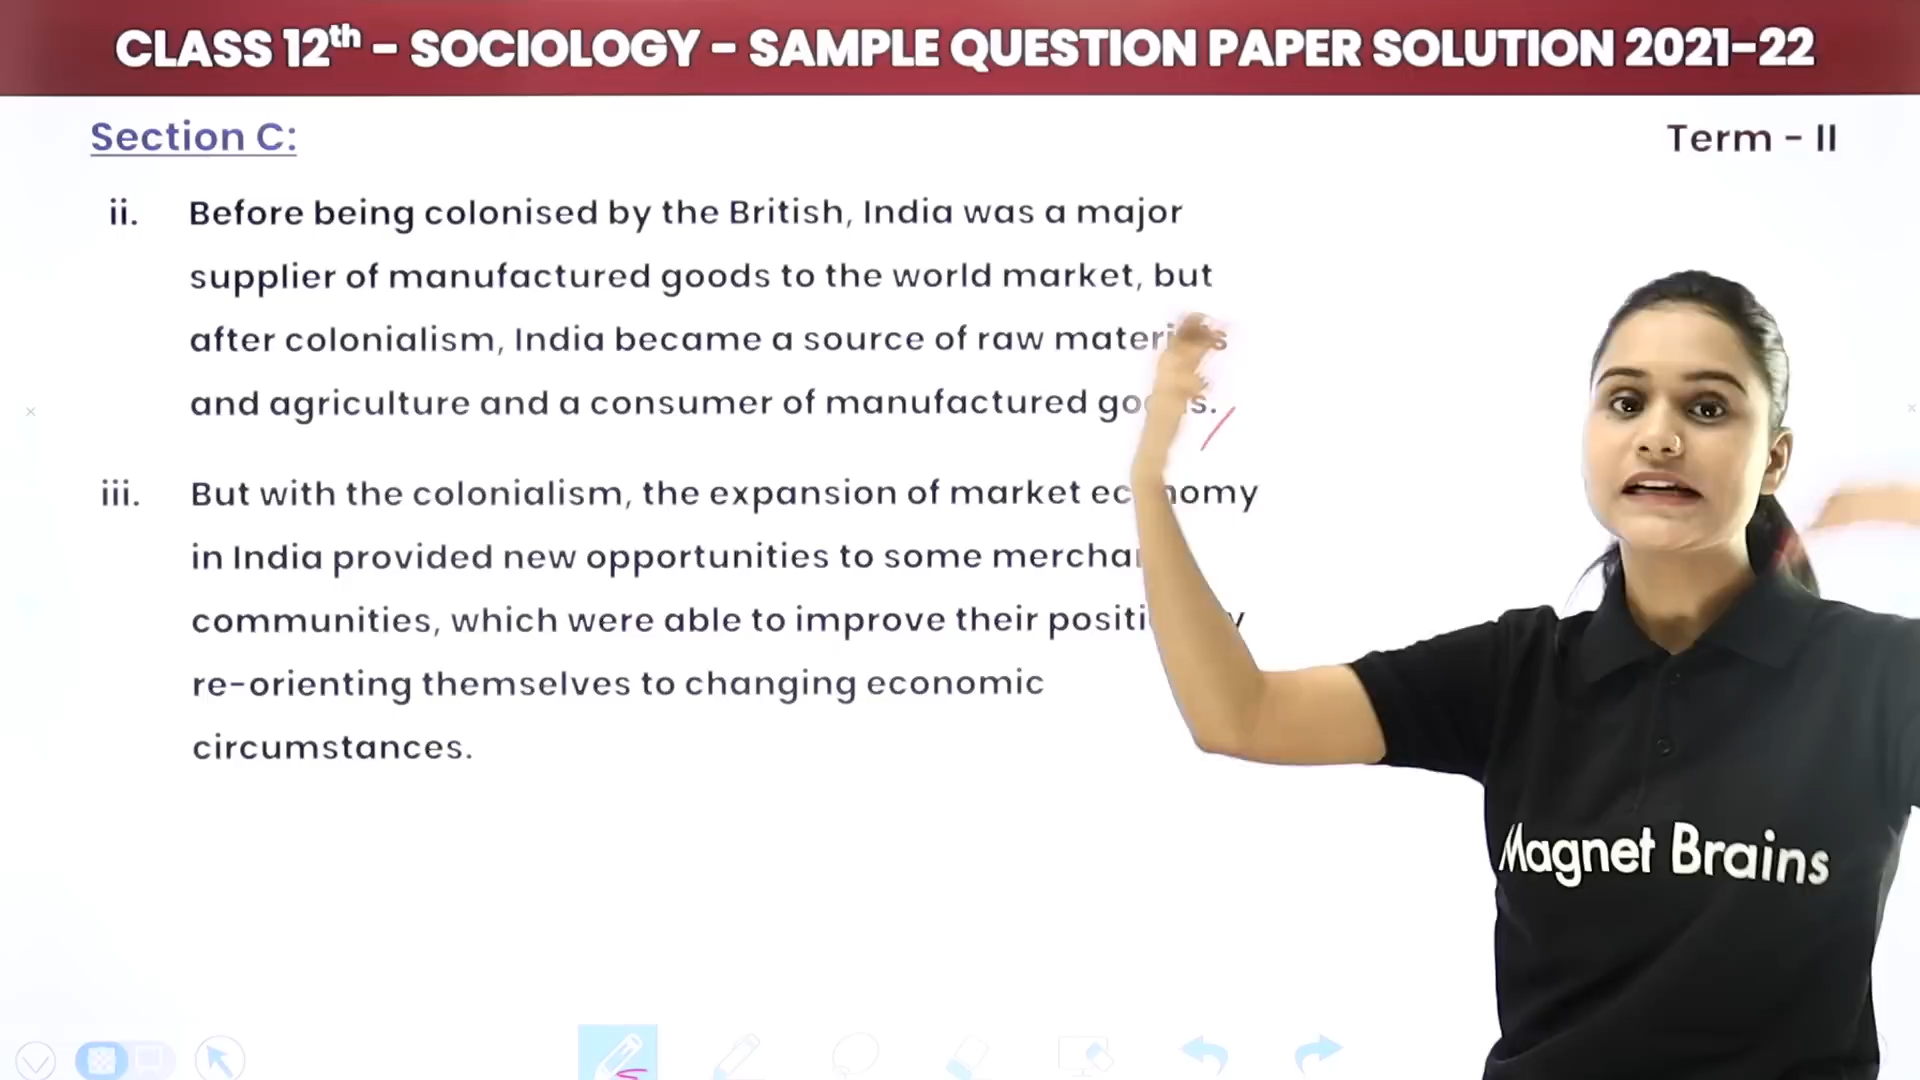 CLASS 12th – SOCIOLOGY – SAMPLE QUESTION PAPER SOLUTION 2021–22
Section C:
Term – II
ii. Before being colonised by the British, India was a major
supplier of manufactured goods to the world market, but
after colonialism, India became a source of raw
and agriculture and a consumer of manufactured
iii. But with the colonialism, the expansion of market
in India provided new opportunities to some
communities, which were able to improve their
re-orienting themselves to changing economic
circumstances.
Magnet Brains